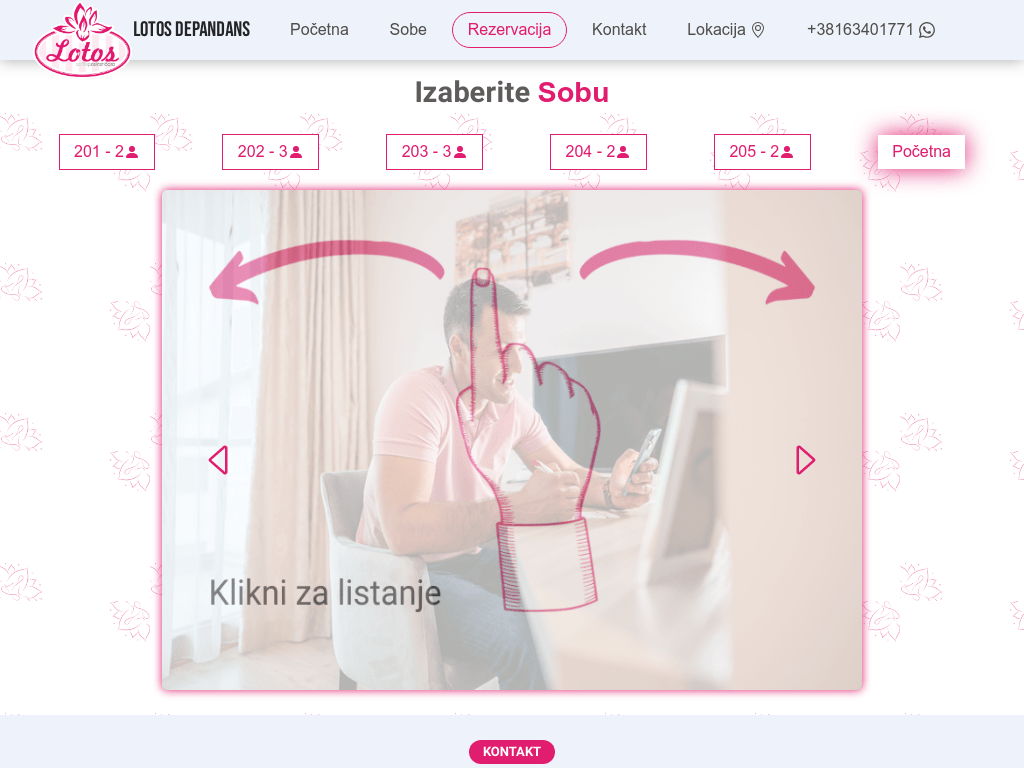 Lotos
LOTOS DEPANDANS
Početna
Sobe
Rezervacija
Kontakt
Lokacija
+38163401771
Izaberite Sobu
201 - 2
202 - 3
203 - 3
204 - 2
205 - 2
Početna
Klikni za listanje
KONTAKT